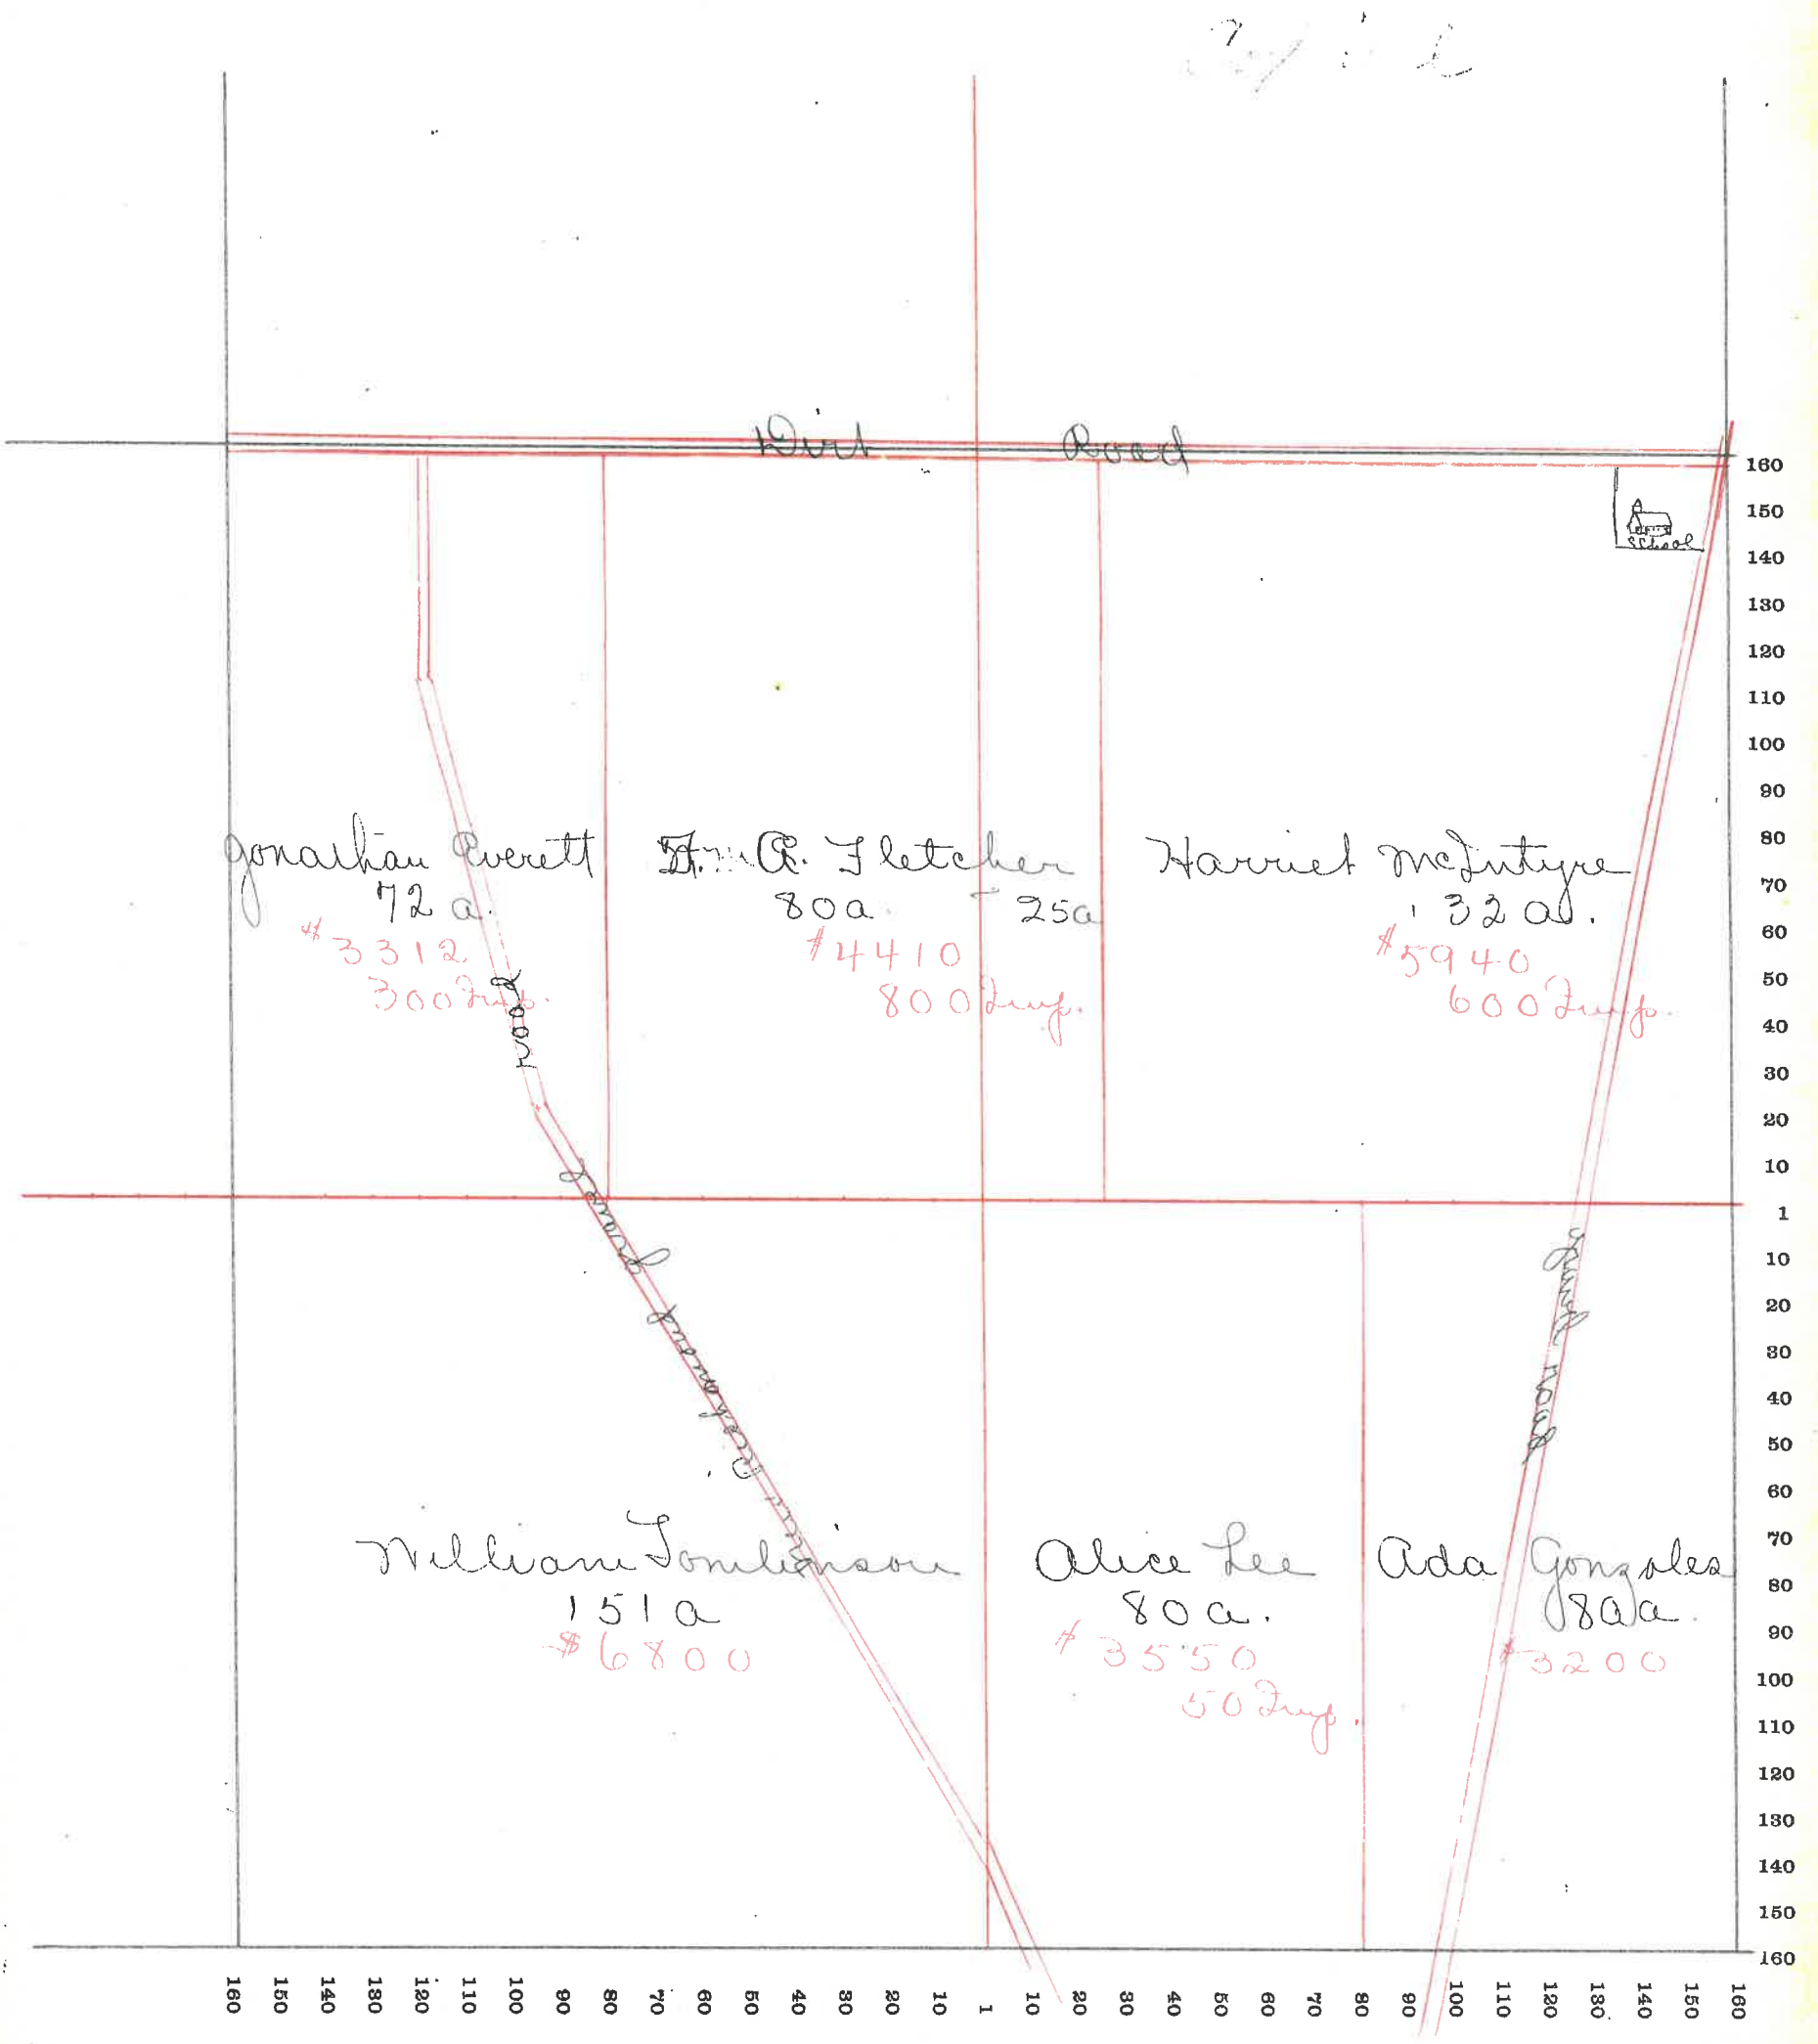 Dirt Road
School
Jonathan Everett
72 a.
$3312
300 Imp.
A. Fletcher
80a. 25a
$4410
800 Imp.
Harriet McIntyre
132 a.
$5940
600 Imp.
Road
Gravel road
William Tomlinson
151 a
$6800
Alice Lee
80 a.
$3550
50 Imp.
Ada Gonzales
80 a.
$3200
160
150
140
130
120
110
100
90
80
70
60
50
40
30
20
10
1
10
20
30
40
50
60
70
80
90
100
110
120
130
140
150
160
160 150 140 130 120 110 100 90 80 70 60 50 40 30 20 10 1 10 20 30 40 50 60 70 80 90 100 110 120 130 140 150 160